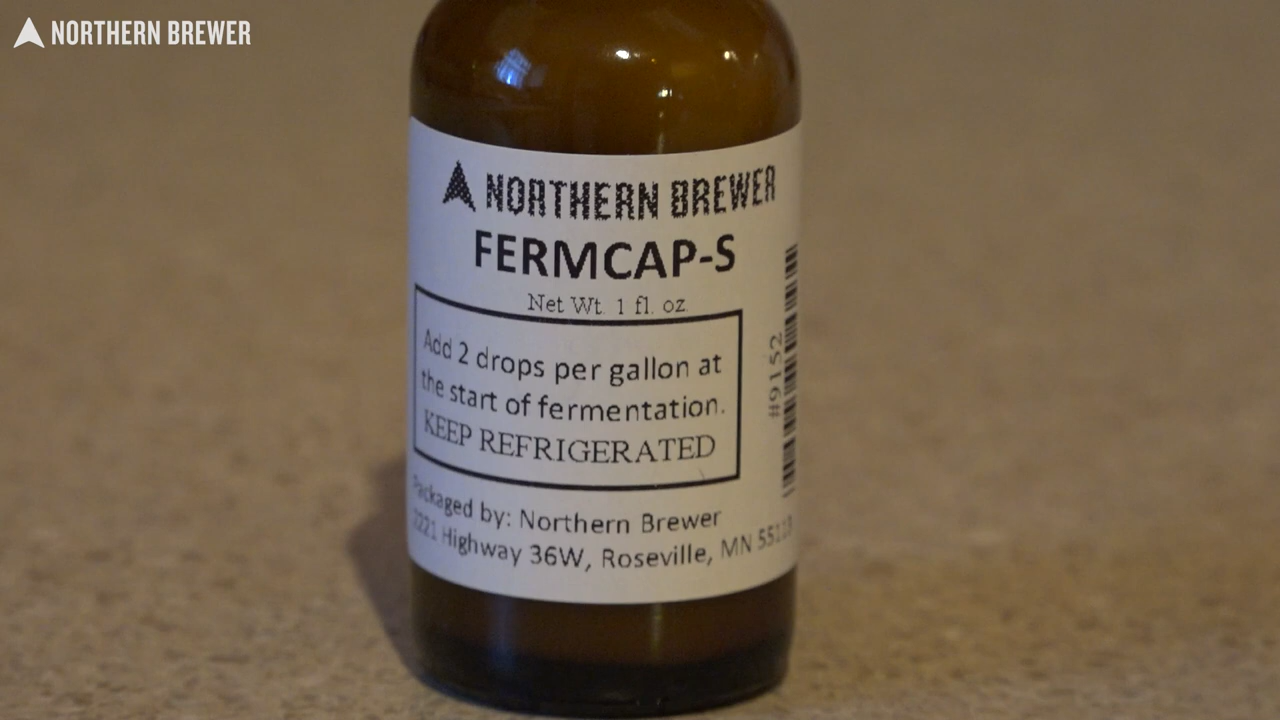 NORTHERN BREWER
NORTHERN BREWER
FERMCAP-S
Net Wt. 1 fl. oz.
Add 2 drops per gallon at
the start of fermentation.
KEEP REFRIGERATED
#9152
Packaged by: Northern Brewer
2221 Highway 36W, Roseville, MN 55113